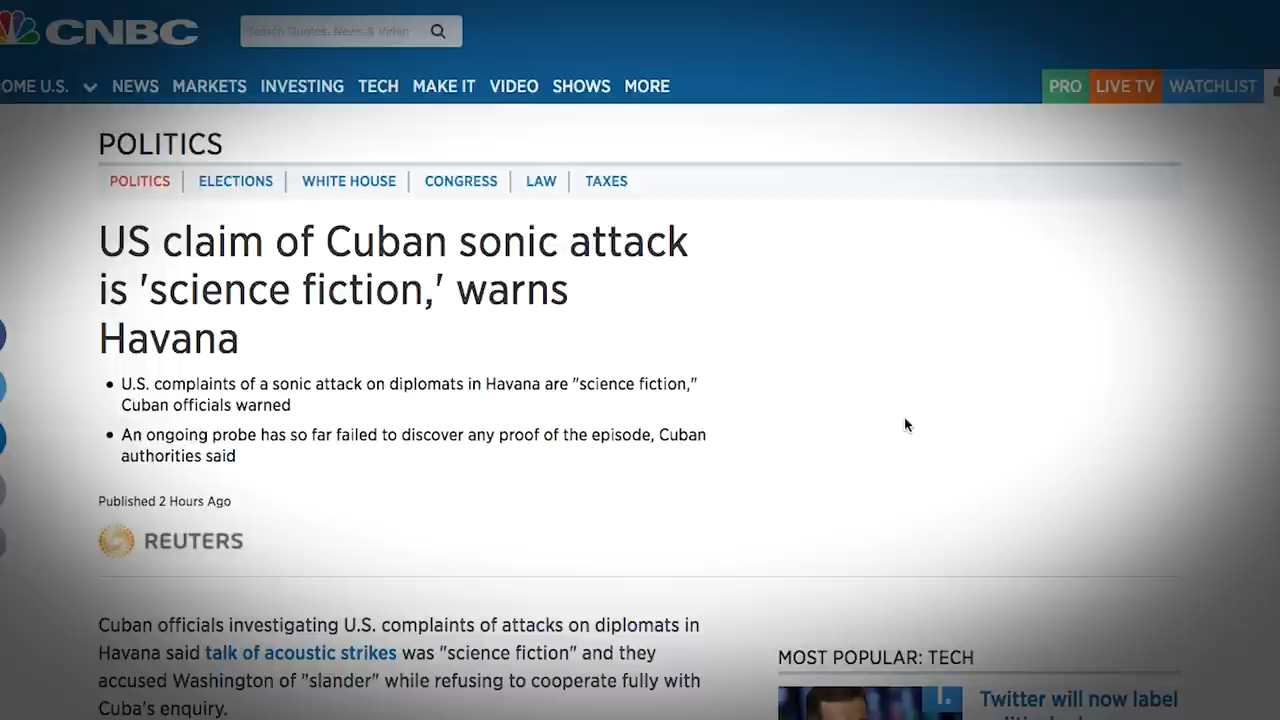 CNBC
Search Quotes, News & Videos
OME U.S. NEWS MARKETS INVESTING TECH MAKE IT VIDEO SHOWS MORE PRO LIVE TV WATCHLIST
POLITICS
POLITICS ELECTIONS WHITE HOUSE CONGRESS LAW TAXES
US claim of Cuban sonic attack
is 'science fiction,' warns
Havana
• U.S. complaints of a sonic attack on diplomats in Havana are "science fiction,"
Cuban officials warned
• An ongoing probe has so far failed to discover any proof of the episode, Cuban
authorities said
Published 2 Hours Ago
REUTERS
Cuban officials investigating U.S. complaints of attacks on diplomats in
Havana said talk of acoustic strikes was "science fiction" and they
accused Washington of "slander" while refusing to cooperate fully with
Cuba's enquiry.
MOST POPULAR: TECH
Twitter will now label